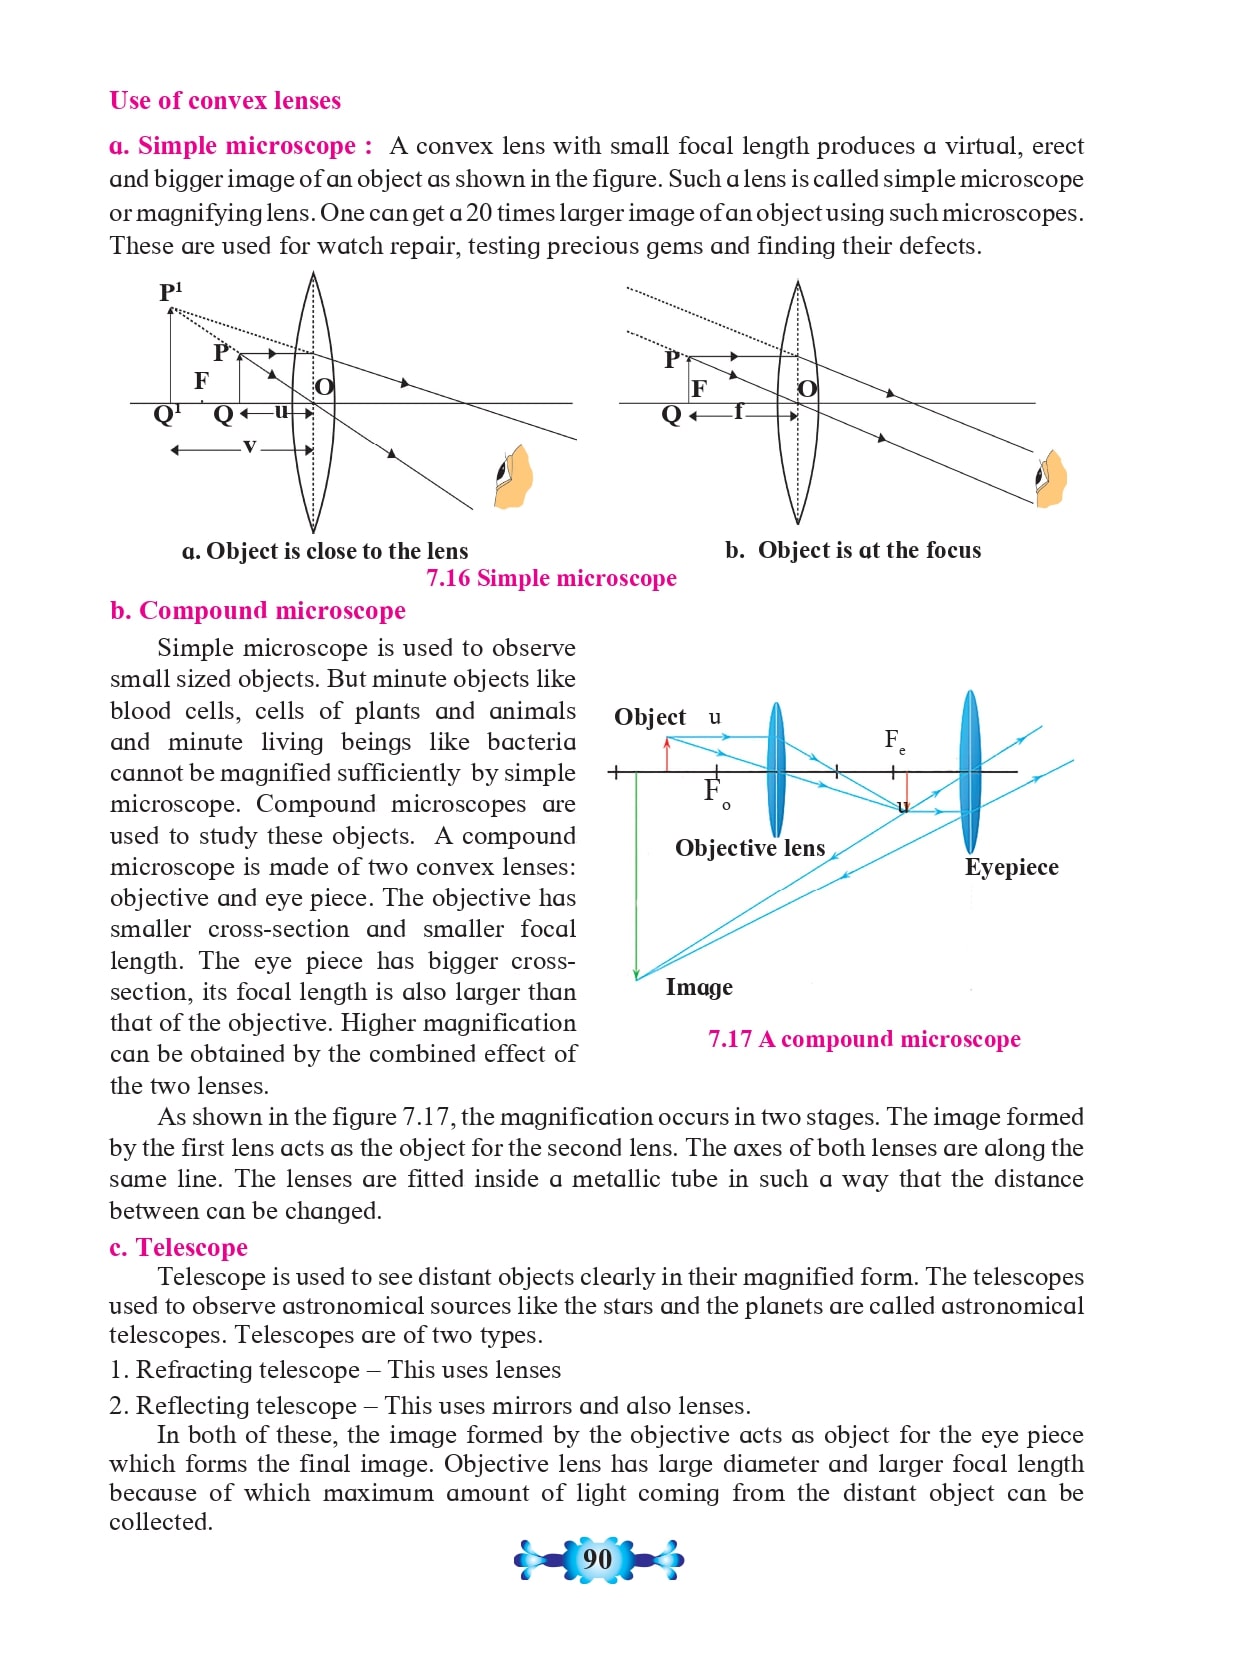 Use of convex lenses
a. Simple microscope : A convex lens with small focal length produces a virtual, erect
and bigger image of an object as shown in the figure. Such a lens is called simple microscope
or magnifying lens. One can get a 20 times larger image of an object using such microscopes.
These are used for watch repair, testing precious gems and finding their defects.
P¹
P
F
O
Q¹ Q u
v
P
F
O
Q f
a. Object is close to the lens
b. Object is at the focus
7.16 Simple microscope
b. Compound microscope
Simple microscope is used to observe
small sized objects. But minute objects like
blood cells, cells of plants and animals
and minute living beings like bacteria
cannot be magnified sufficiently by simple
microscope. Compound microscopes are
used to study these objects. A compound
microscope is made of two convex lenses:
objective and eye piece. The objective has
smaller cross-section and smaller focal
length. The eye piece has bigger cross-
section, its focal length is also larger than
that of the objective. Higher magnification
can be obtained by the combined effect of
the two lenses.
Object u
Fₑ
Fₒ
u
Objective lens
Eyepiece
Image
7.17 A compound microscope
As shown in the figure 7.17, the magnification occurs in two stages. The image formed
by the first lens acts as the object for the second lens. The axes of both lenses are along the
same line. The lenses are fitted inside a metallic tube in such a way that the distance
between can be changed.
c. Telescope
Telescope is used to see distant objects clearly in their magnified form. The telescopes
used to observe astronomical sources like the stars and the planets are called astronomical
telescopes. Telescopes are of two types.
1. Refracting telescope – This uses lenses
2. Reflecting telescope – This uses mirrors and also lenses.
In both of these, the image formed by the objective acts as object for the eye piece
which forms the final image. Objective lens has large diameter and larger focal length
because of which maximum amount of light coming from the distant object can be
collected.
90